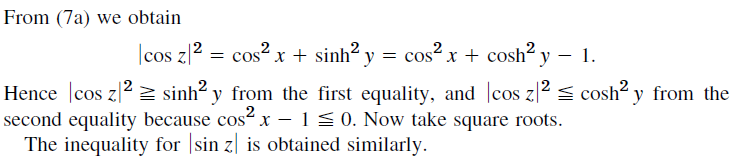 From (7a) we obtain
|cos z|² = cos² x + sinh² y = cos² x + cosh² y − 1.
Hence |cos z|² ≧ sinh² y from the first equality, and |cos z|² ≦ cosh² y from the
second equality because cos² x − 1 ≦ 0. Now take square roots.
The inequality for |sin z| is obtained similarly.